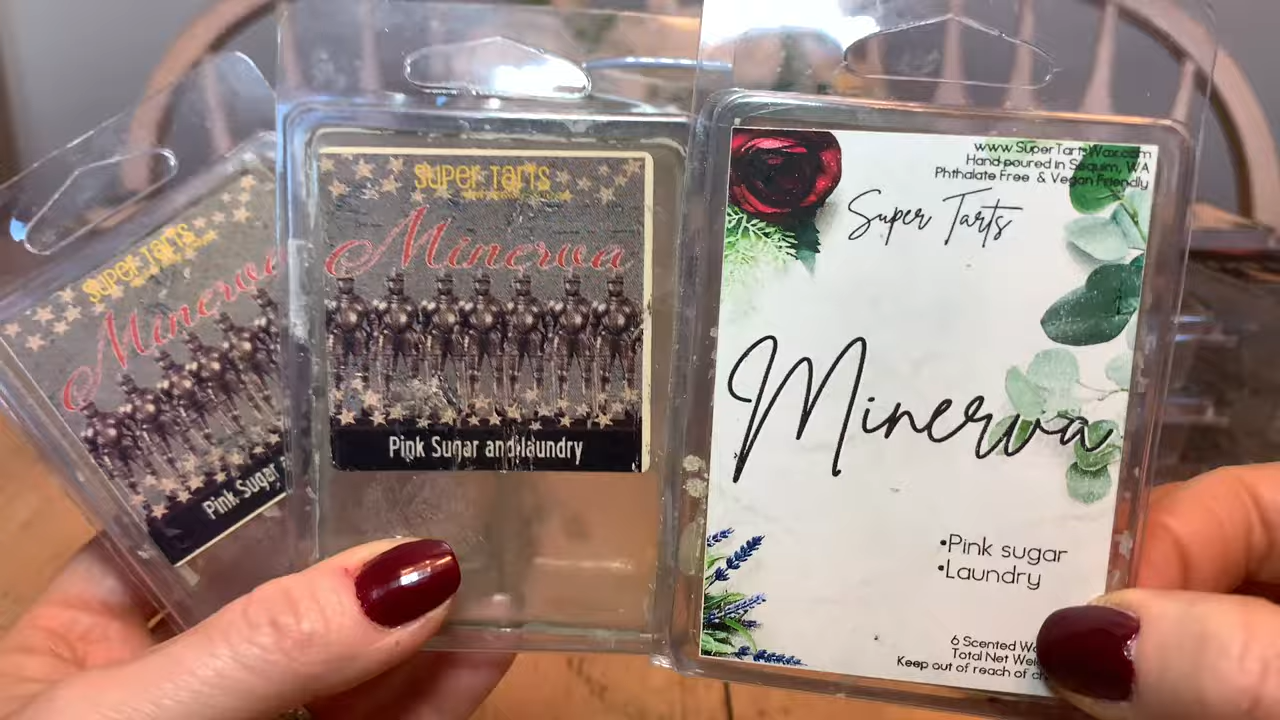 Super Tarts
Minerva
Pink Sugar
Super Tarts
Minerva
Pink Sugar and laundry
www.SuperTartsWax.com
Hand poured in Sequim, WA
Phthalate Free & Vegan Friendly
Super Tarts
Minerva
•Pink sugar
•Laundry
6 Scented
Total Net
Keep out of reach of